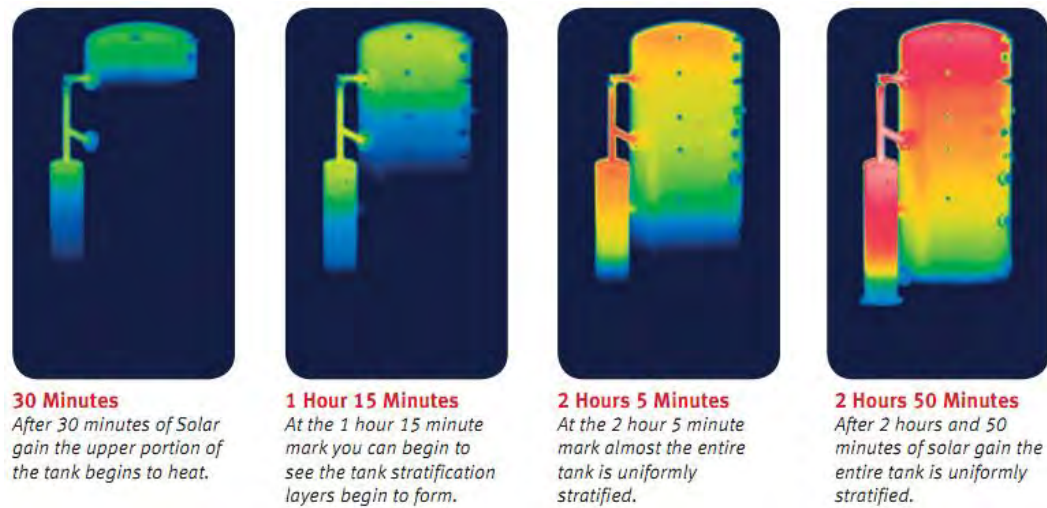 30 Minutes
After 30 minutes of Solar
gain the upper portion of
the tank begins to heat.
1 Hour 15 Minutes
At the 1 hour 15 minute
mark you can begin to
see the tank stratification
layers begin to form.
2 Hours 5 Minutes
At the 2 hour 5 minute
mark almost the entire
tank is uniformly
stratified.
2 Hours 50 Minutes
After 2 hours and 50
minutes of solar gain the
entire tank is uniformly
stratified.